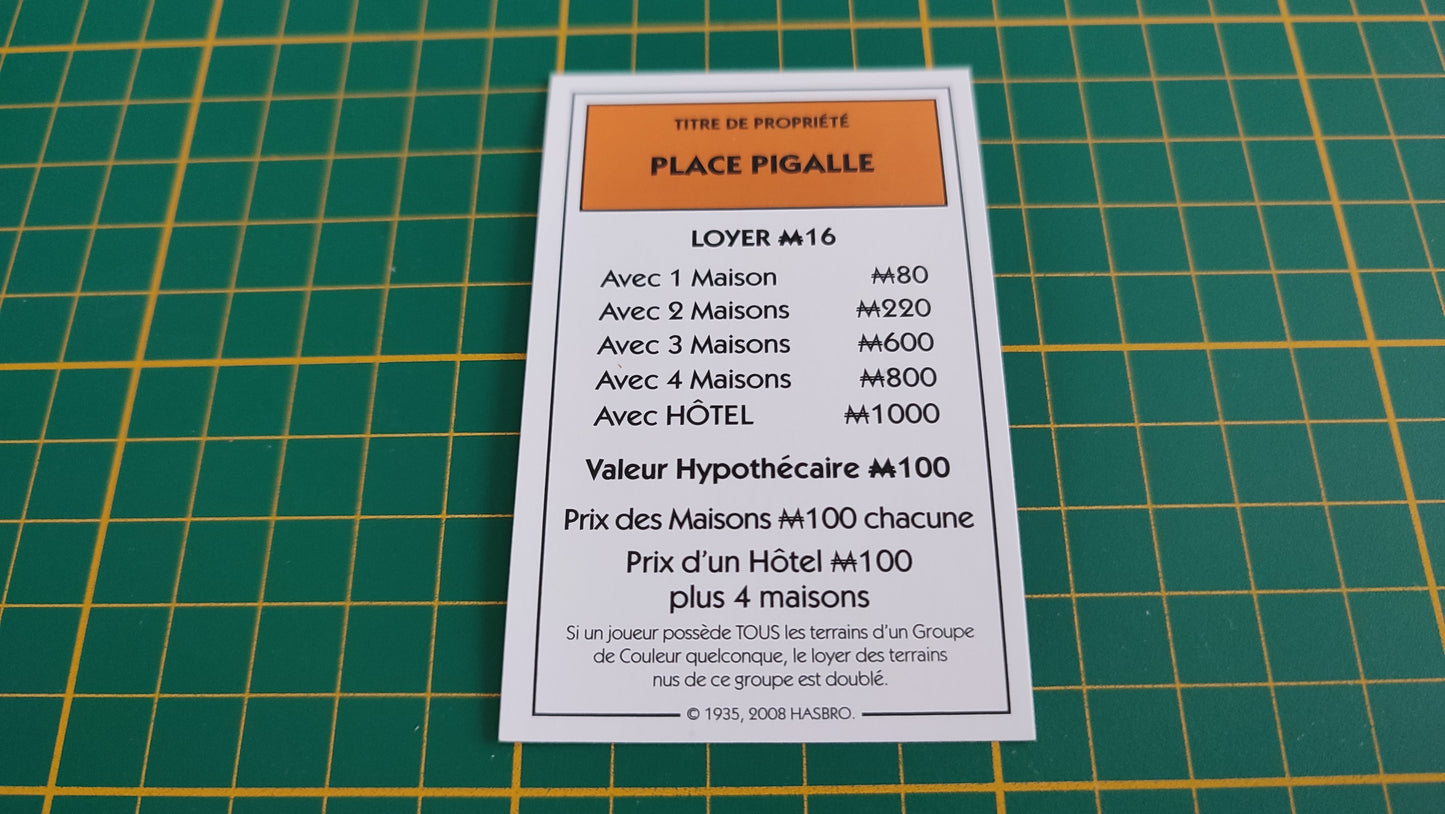 TITRE DE PROPRIÉTÉ
PLACE PIGALLE
LOYER ₩16
Avec 1 Maison ₩80
Avec 2 Maisons ₩220
Avec 3 Maisons ₩600
Avec 4 Maisons ₩800
Avec HÔTEL ₩1000
Valeur Hypothécaire ₩100
Prix des Maisons ₩100 chacune
Prix d'un Hôtel ₩100
plus 4 maisons
Si un joueur possède TOUS les terrains d'un Groupe
de Couleur quelconque, le loyer des terrains
nus de ce groupe est doublé.
© 1935, 2008 HASBRO.